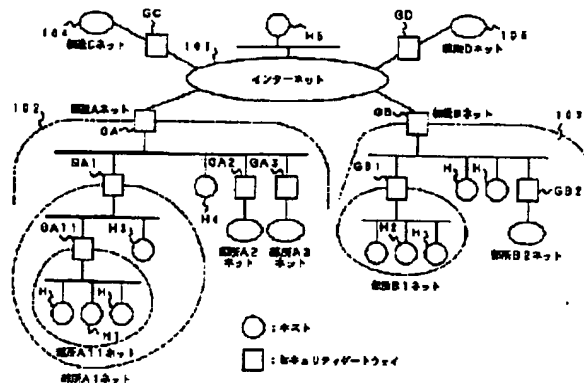 GC
GD
104
101
H5
105
組織Cネット
組織Dネット
インターネット
102
組織Aネット
GA
GB
組織Bネット
103
GA1
GA2
GA3
H4
GB1
H
H
GB2
GA11
H3
部所A2
ネット
部所A3
ネット
H2
H
部所B2ネット
部所B1ネット
H
H1
H
部所A11ネット
部所A1ネット
○：ホスト
□：セキュリティゲートウェイ